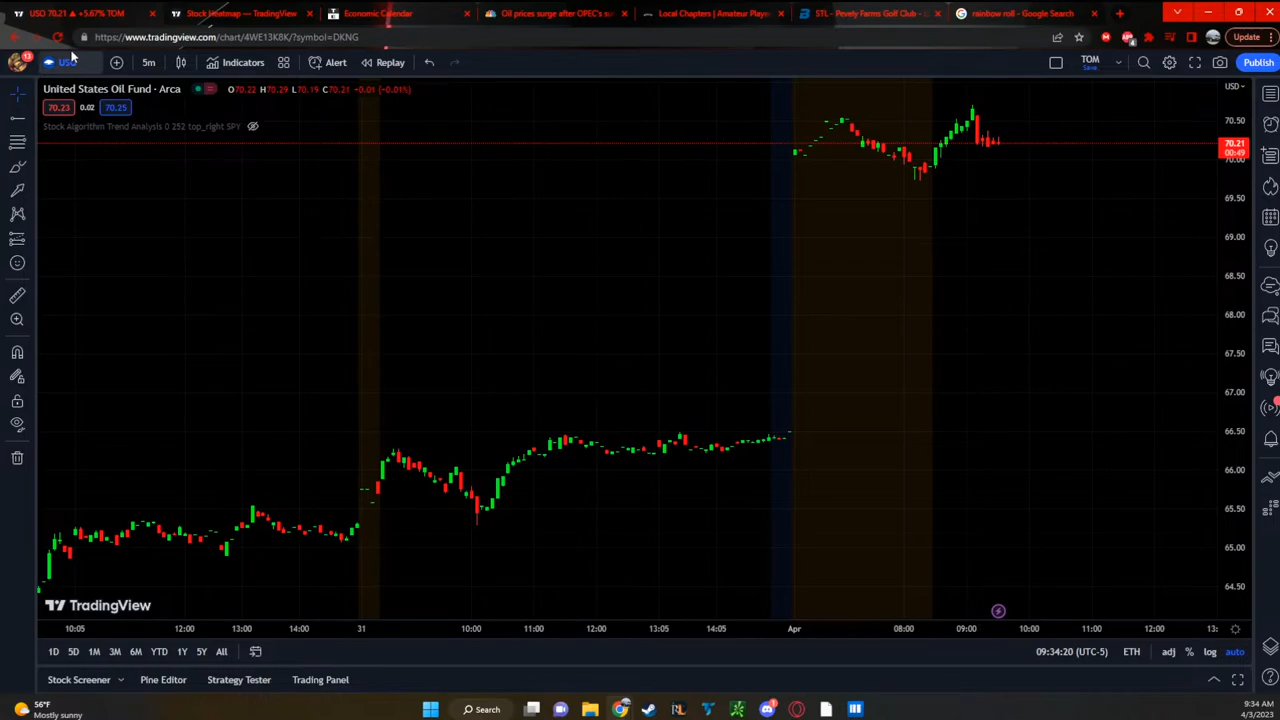 USO 70.21 ▲ +5.67% TOM
Stock Heatmap — TradingView
Economic Calendar
Oil prices surge after OPEC's su
Local Chapters | Amateur Player
STL - Pevely Farms Golf Club -
rainbow roll - Google Search
https://www.tradingview.com/chart/4WE13K8K/?symbol=DKNG
4
Update
13
USO
5m
Indicators
Alert
Replay
TOM
Save
Publish
United States Oil Fund · Arca
O70.22 H70.29 L70.19 C70.21 -0.01 (-0.01%)
USD
70.23 0.02 70.25
Stock Algorithm Trend Analysis 0 252 top_right SPY
70.50
70.21
00:49
70.00
69.50
69.00
68.50
68.00
67.50
67.00
66.50
66.00
65.50
65.00
64.50
TradingView
10:05 12:00 13:00 14:00 31 10:00 11:00 12:00 13:05 14:05 Apr 08:00 09:00 10:00 11:00 12:00 13:
1D 5D 1M 3M 6M YTD 1Y 5Y All
09:34:20 (UTC-5) ETH adj % log auto
Stock Screener Pine Editor Strategy Tester Trading Panel
56°F
Mostly sunny
Search
1
9:34 AM
4/3/2023